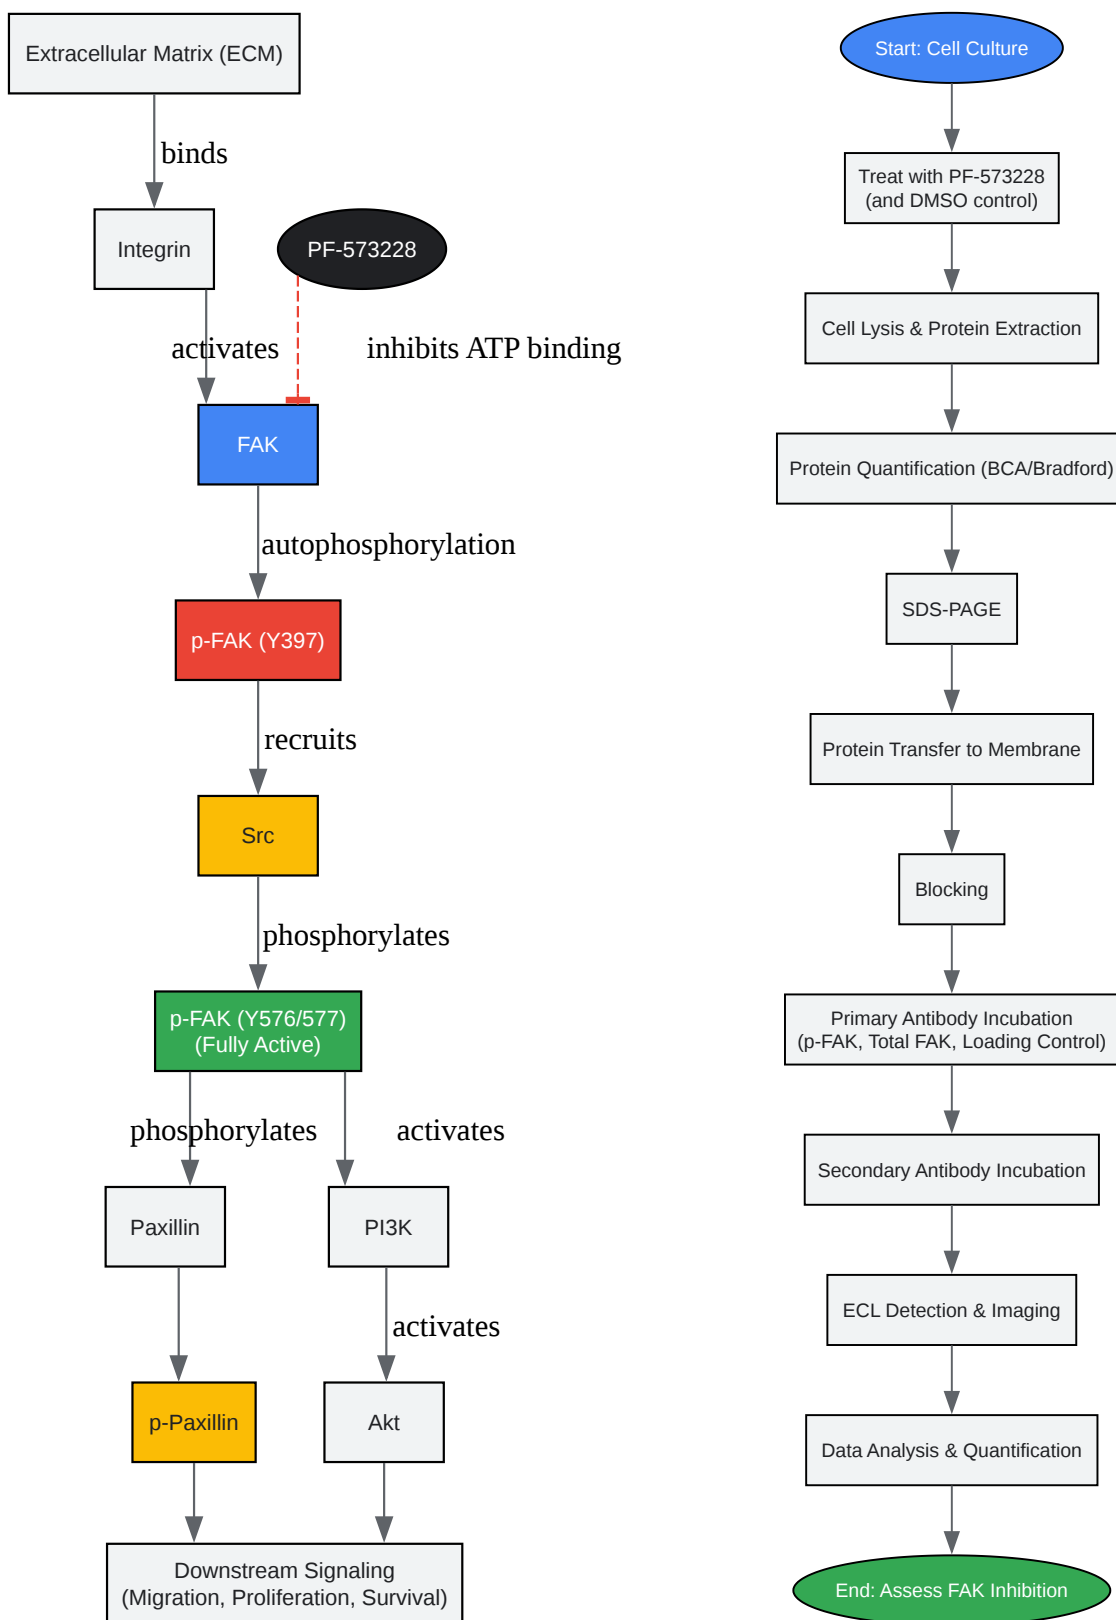 Extracellular Matrix (ECM)
binds
Integrin
PF-573228
activates
inhibits ATP binding
FAK
autophosphorylation
p-FAK (Y397)
recruits
Src
phosphorylates
p-FAK (Y576/577)
(Fully Active)
phosphorylates
activates
Paxillin
PI3K
activates
p-Paxillin
Akt
Downstream Signaling
(Migration, Proliferation, Survival)
Start: Cell Culture
Treat with PF-573228
(and DMSO control)
Cell Lysis & Protein Extraction
Protein Quantification (BCA/Bradford)
SDS-PAGE
Protein Transfer to Membrane
Blocking
Primary Antibody Incubation
(p-FAK, Total FAK, Loading Control)
Secondary Antibody Incubation
ECL Detection & Imaging
Data Analysis & Quantification
End: Assess FAK Inhibition